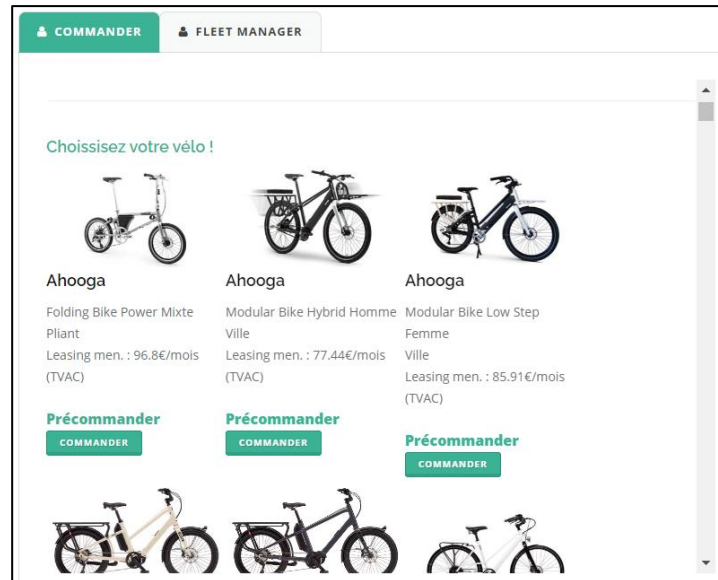 COMMANDER
FLEET MANAGER
Choissisez votre vélo !
Ahooga
Folding Bike Power Mixte
Pliant
Leasing men. : 96.8€/mois
(TVAC)
Précommander
COMMANDER
Ahooga
Modular Bike Hybrid Homme
Ville
Leasing men. : 77.44€/mois
(TVAC)
Précommander
COMMANDER
Ahooga
Modular Bike Low Step
Femme
Ville
Leasing men. : 85.91€/mois
(TVAC)
Précommander
COMMANDER